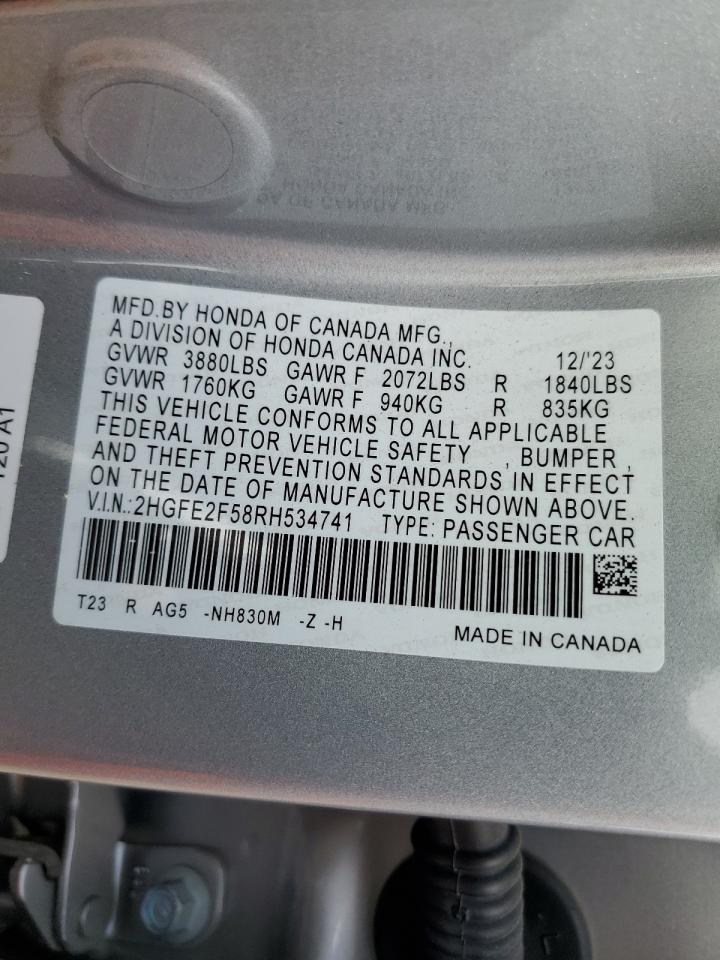 MFD.BY HONDA OF CANADA MFG.,
A DIVISION OF HONDA CANADA INC. 12/'23
GVWR 3880LBS GAWR F 2072LBS R 1840LBS
GVWR 1760KG GAWR F 940KG R 835KG
THIS VEHICLE CONFORMS TO ALL APPLICABLE
FEDERAL MOTOR VEHICLE SAFETY , BUMPER ,
AND THEFT PREVENTION STANDARDS IN EFFECT
ON THE DATE OF MANUFACTURE SHOWN ABOVE.
V.I.N.:2HGFE2F58RH534741 TYPE: PASSENGER CAR
T23 R AG5 -NH830M -Z -H
MADE IN CANADA
120 A1